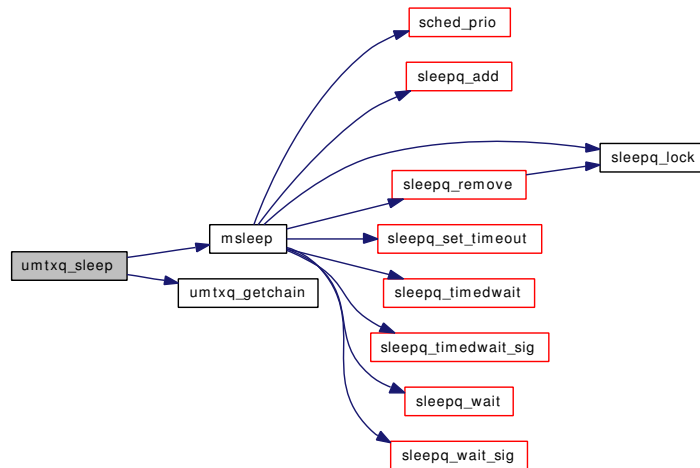 sched_prio
sleepq_add
sleepq_lock
sleepq_remove
msleep
sleepq_set_timeout
umtxq_sleep
umtxq_getchain
sleepq_timedwait
sleepq_timedwait_sig
sleepq_wait
sleepq_wait_sig